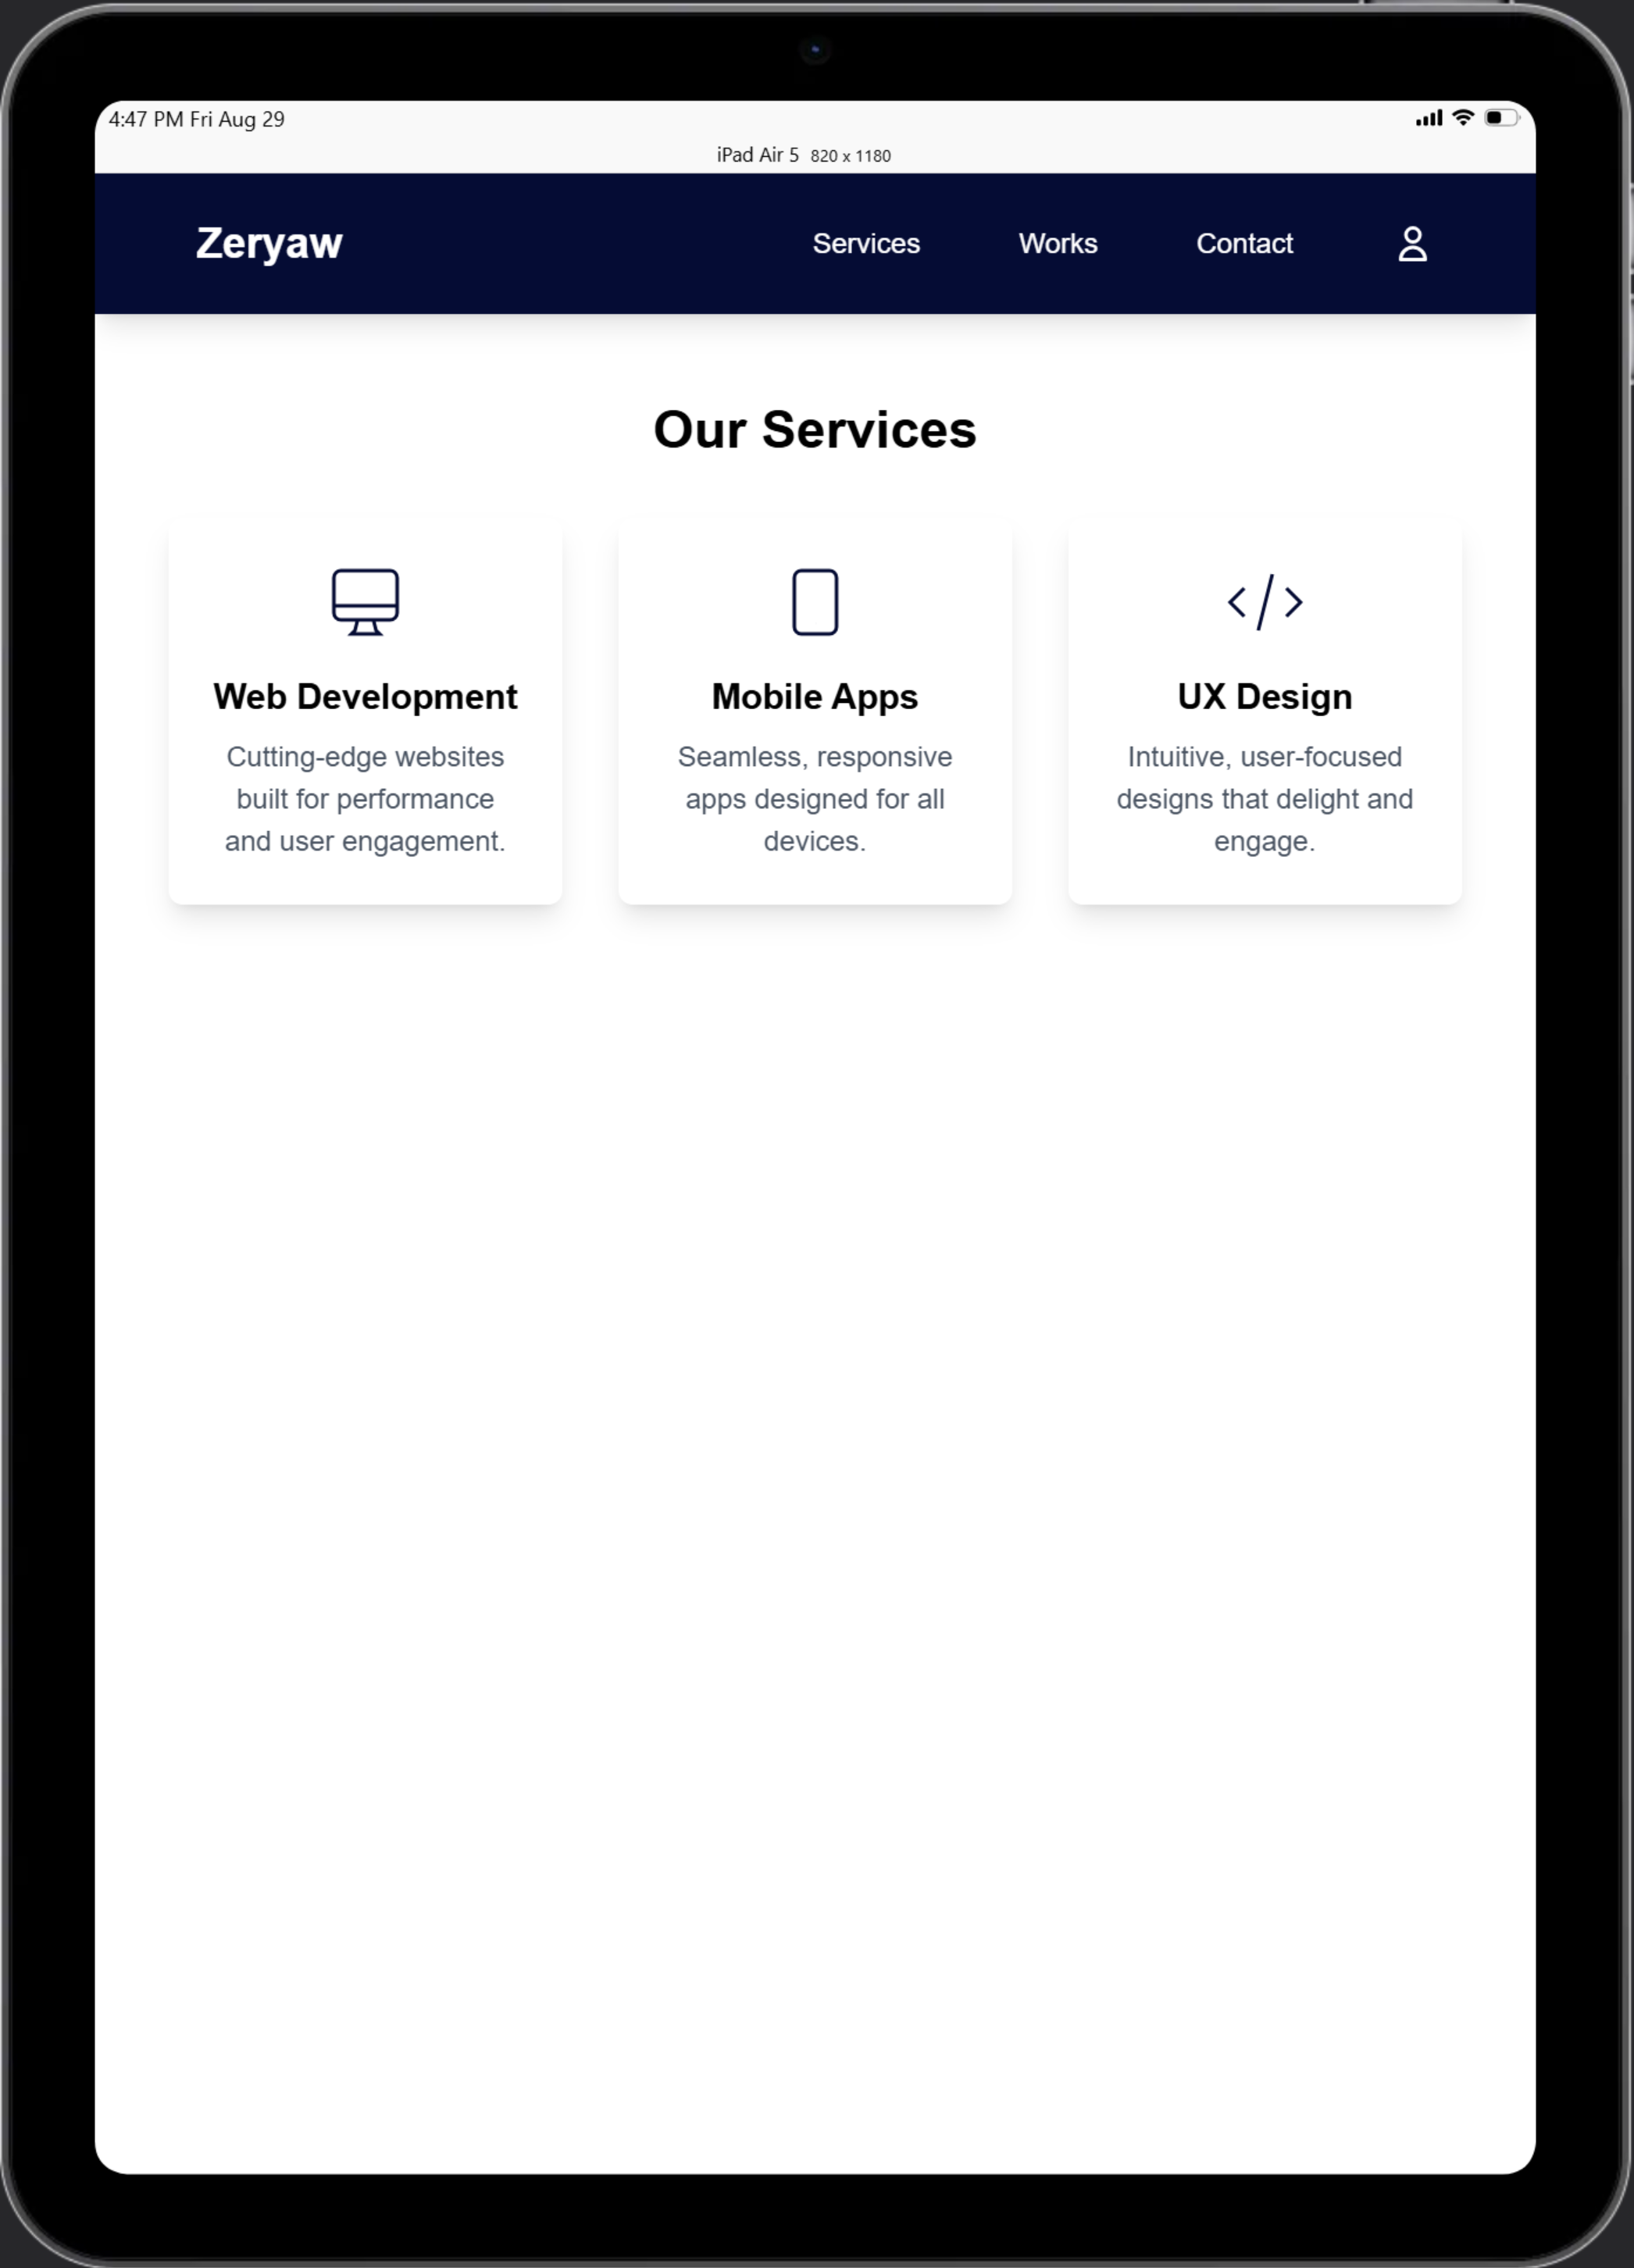 4:47 PM Fri Aug 29
iPad Air 5 820 x 1180
Zeryaw
Services
Works
Contact
Our Services
Web Development
Cutting-edge websites
built for performance
and user engagement.
Mobile Apps
Seamless, responsive
apps designed for all
devices.
UX Design
Intuitive, user-focused
designs that delight and
engage.